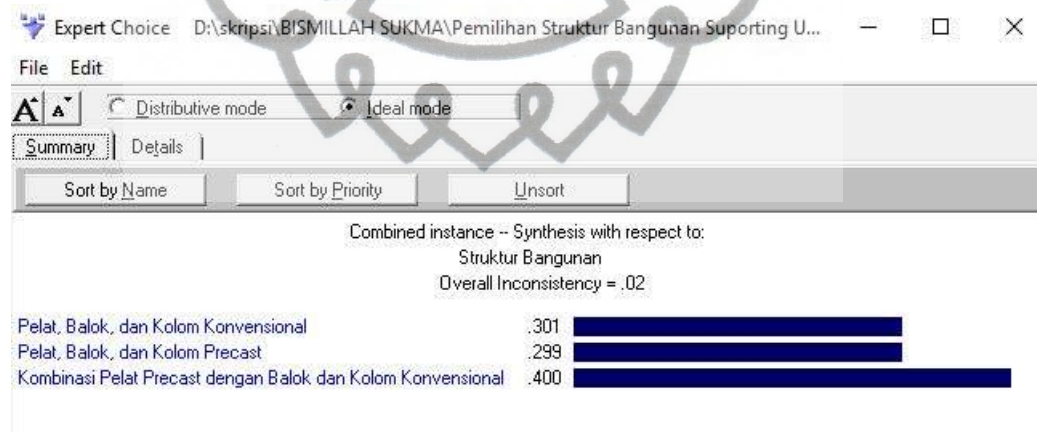 Expert Choice D:\skripsi\BISMILLAH SUKMA\Pemilihan Struktur Bangunan Suporting U...
File Edit
A A Distributive mode Ideal mode
Summary Details
Sort by Name Sort by Priority Unsort
Combined instance -- Synthesis with respect to:
Struktur Bangunan
Overall Inconsistency = .02
Pelat, Balok, dan Kolom Konvensional .301
Pelat, Balok, dan Kolom Precast .299
Kombinasi Pelat Precast dengan Balok dan Kolom Konvensional .400